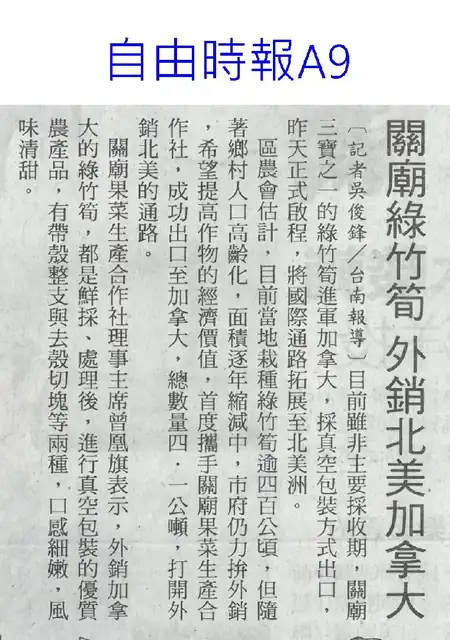 自由時報A9
關廟綠竹筍 外銷北美加拿大
〔記者吳俊鋒／台南報導〕目前雖非主要採收期，關廟
三寶之一的綠竹筍進軍加拿大，採真空包裝方式出口，
昨天正式啟程，將國際通路拓展至北美洲。
區農會估計，目前當地栽種綠竹筍逾四百公頃，但隨
著鄉村人口高齡化，面積逐年縮減中，市府仍力拚外銷
，希望提高作物的經濟價值，首度攜手關廟果菜生產合
作社，成功出口至加拿大，總數量四．一公噸，打開外
銷北美的通路。
關廟果菜生產合作社理事主席曾凰旗表示，外銷加拿
大的綠竹筍，都是鮮採、處理後，進行真空包裝的優質
農產品，有帶殼整支與去殼切塊等兩種，口感細嫩，風
味清甜。